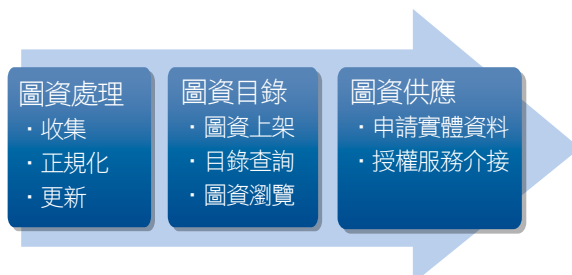 圖資處理
・收集
・正規化
・更新
圖資目錄
・圖資上架
・目錄查詢
・圖資瀏覽
圖資供應
・申請實體資料
・授權服務介接